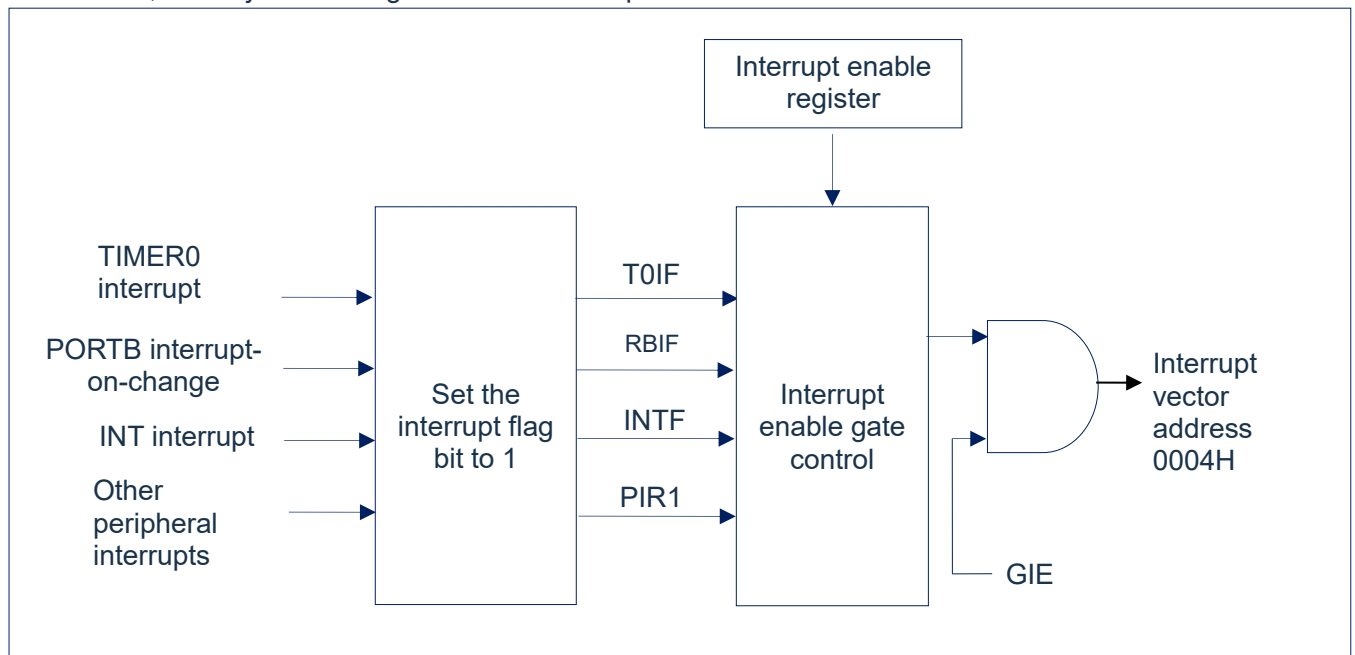 Interrupt enable
register
TIMER0
interrupt
T0IF
PORTB interrupt-
on-change
RBIF
Set the
interrupt flag
bit to 1
Interrupt
enable gate
control
Interrupt
vector
address
0004H
INT interrupt
INTF
Other
peripheral
interrupts
PIR1
GIE